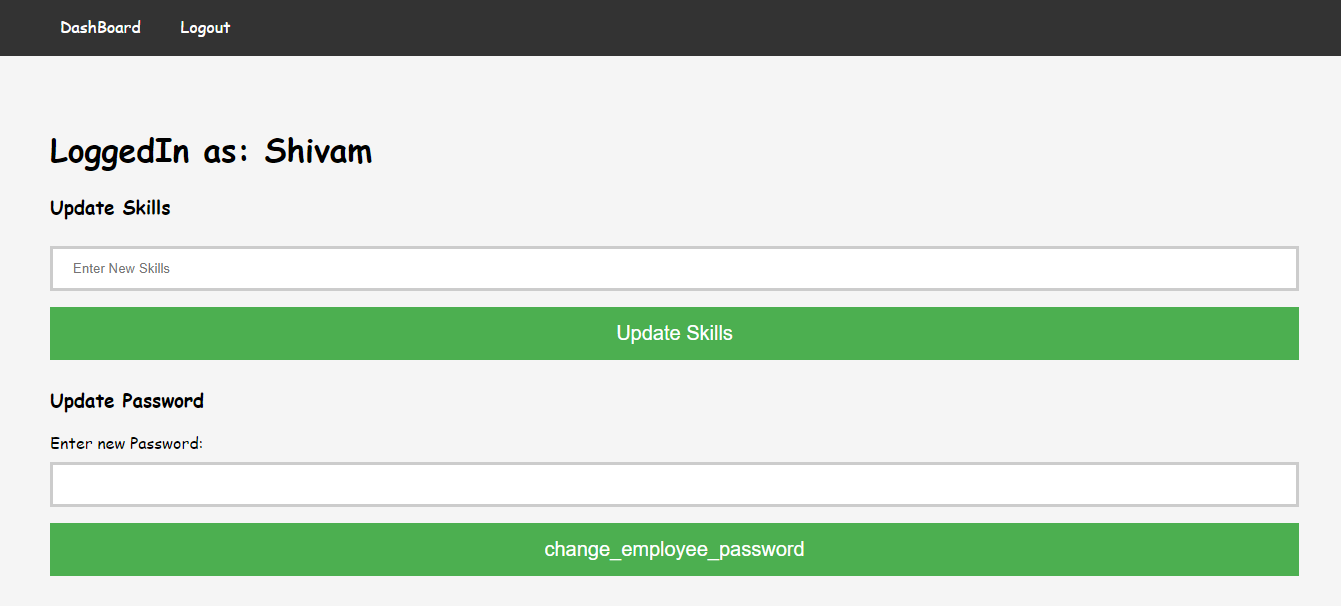 DashBoard Logout
LoggedIn as: Shivam
Update Skills
Enter New Skills
Update Skills
Update Password
Enter new Password:
change_employee_password